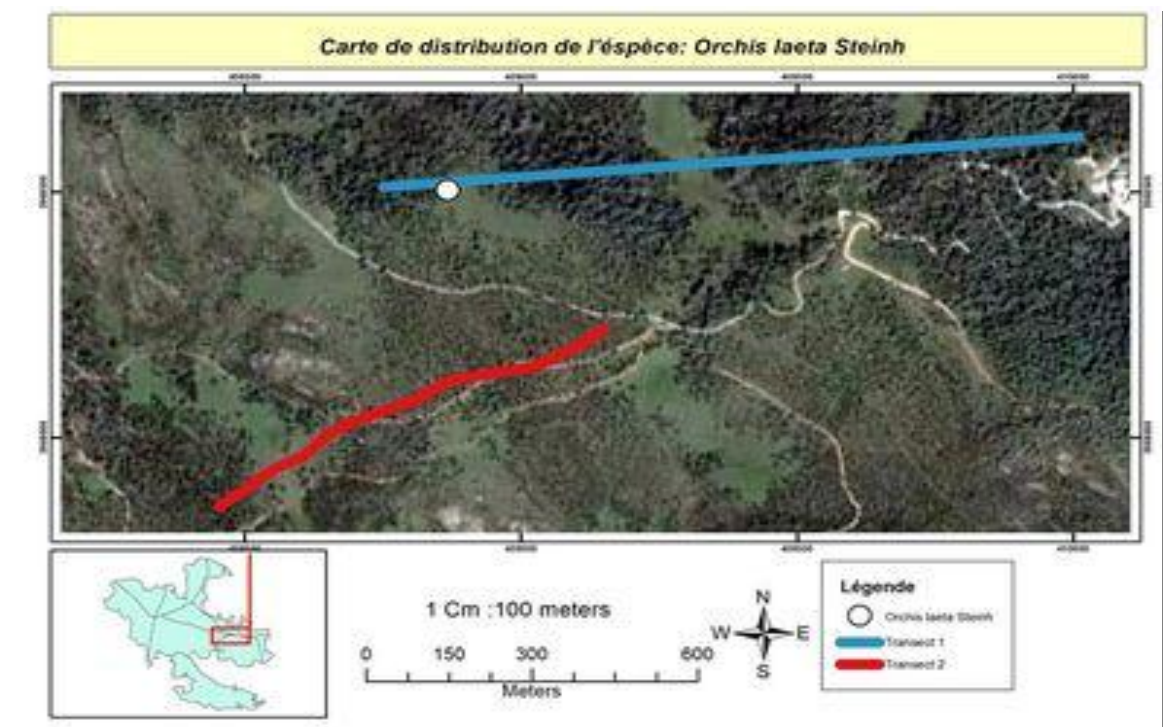 Carte de distribution de l'éspèce: Orchis laeta Steinh
1 Cm :100 meters
0 150 300 600
Meters
N
W E
S
Légende
Orchis laeta Steinh
Transect 1
Transect 2